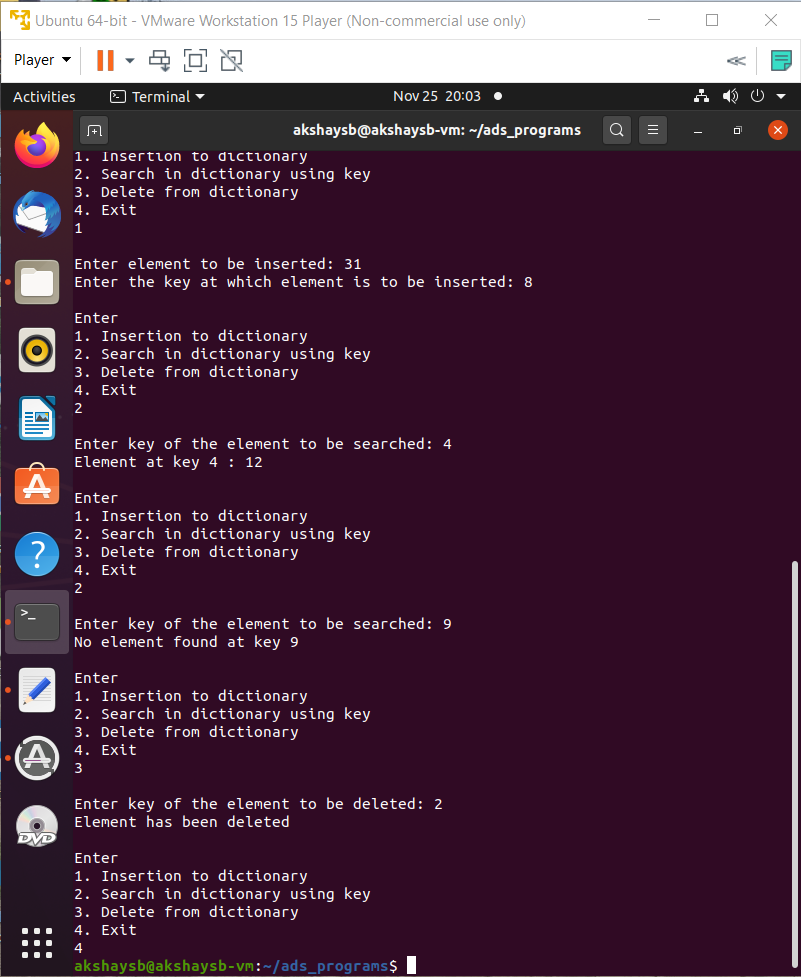 Ubuntu 64-bit - VMware Workstation 15 Player (Non-commercial use only)
Player
Activities Terminal Nov 25 20:03
akshaysb@akshaysb-vm: ~/ads_programs
1. Insertion to dictionary
2. Search in dictionary using key
3. Delete from dictionary
4. Exit
1
Enter element to be inserted: 31
Enter the key at which element is to be inserted: 8
Enter
1. Insertion to dictionary
2. Search in dictionary using key
3. Delete from dictionary
4. Exit
2
Enter key of the element to be searched: 4
Element at key 4 : 12
Enter
1. Insertion to dictionary
2. Search in dictionary using key
3. Delete from dictionary
4. Exit
2
Enter key of the element to be searched: 9
No element found at key 9
Enter
1. Insertion to dictionary
2. Search in dictionary using key
3. Delete from dictionary
4. Exit
3
Enter key of the element to be deleted: 2
Element has been deleted
Enter
1. Insertion to dictionary
2. Search in dictionary using key
3. Delete from dictionary
4. Exit
4
akshaysb@akshaysb-vm:~/ads_programs$
DVD